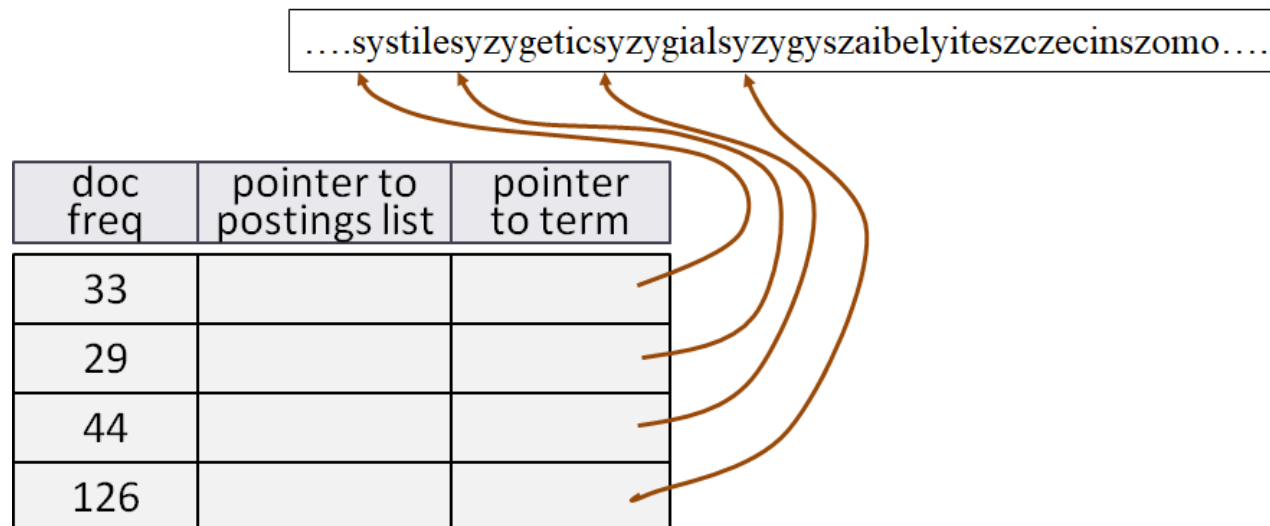 ….systilesyzygeticsyzygialsyzygyszaibelyiteszczecinszomo….
doc freq
pointer to postings list
pointer to term
33
29
44
126